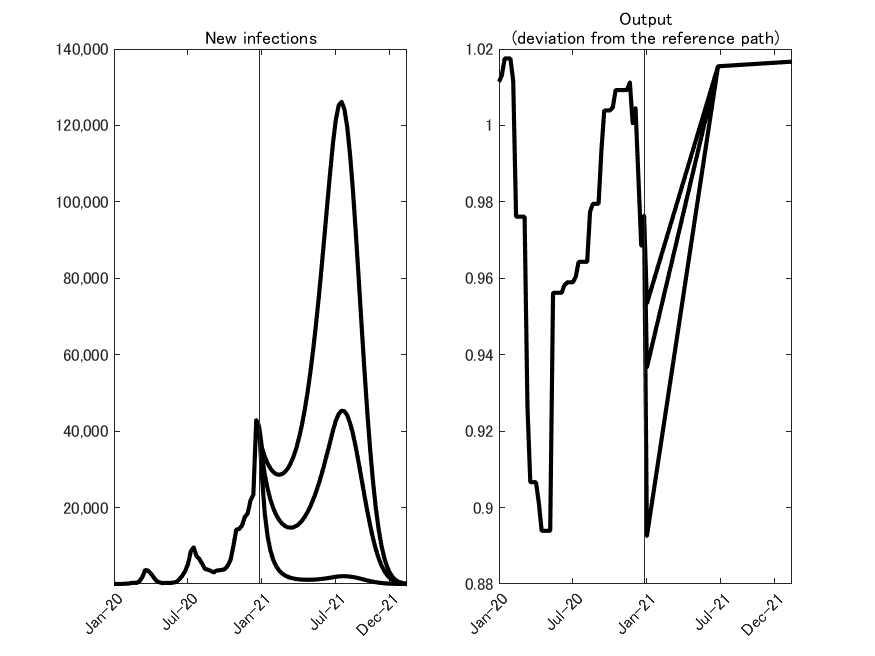 New infections
140,000
120,000
100,000
80,000
60,000
40,000
20,000
Jan-20
Jul-20
Jan-21
Jul-21
Dec-21
Output
(deviation from the reference path)
1.02
1
0.98
0.96
0.94
0.92
0.9
0.88
Jan-20
Jul-20
Jan-21
Jul-21
Dec-21